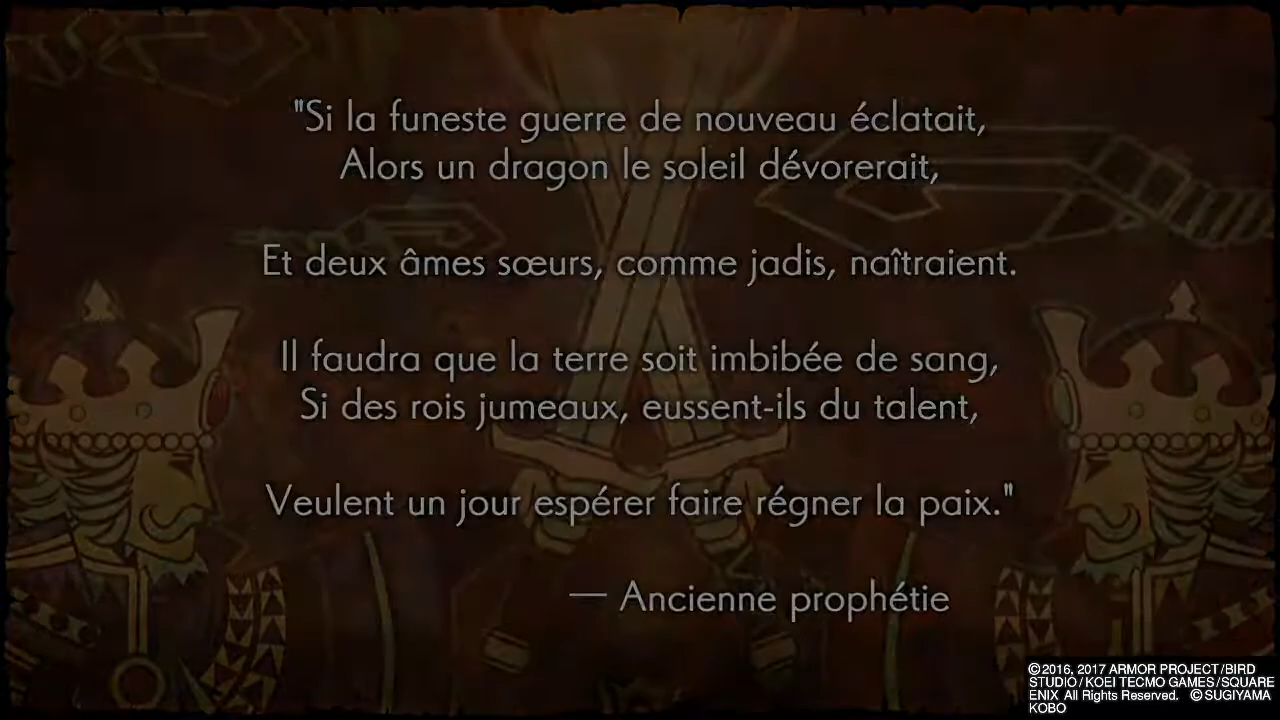 "Si la funeste guerre de nouveau éclatait,
Alors un dragon le soleil dévorerait,
Et deux âmes sœurs, comme jadis, naîtraient.
Il faudra que la terre soit imbibée de sang,
Si des rois jumeaux, eussent-ils du talent,
Veulent un jour espérer faire régner la paix."
— Ancienne prophétie
©2016, 2017 ARMOR PROJECT/BIRD
STUDIO/KOEI TECMO GAMES/SQUARE
ENIX All Rights Reserved. ©SUGIYAMA
KOBO